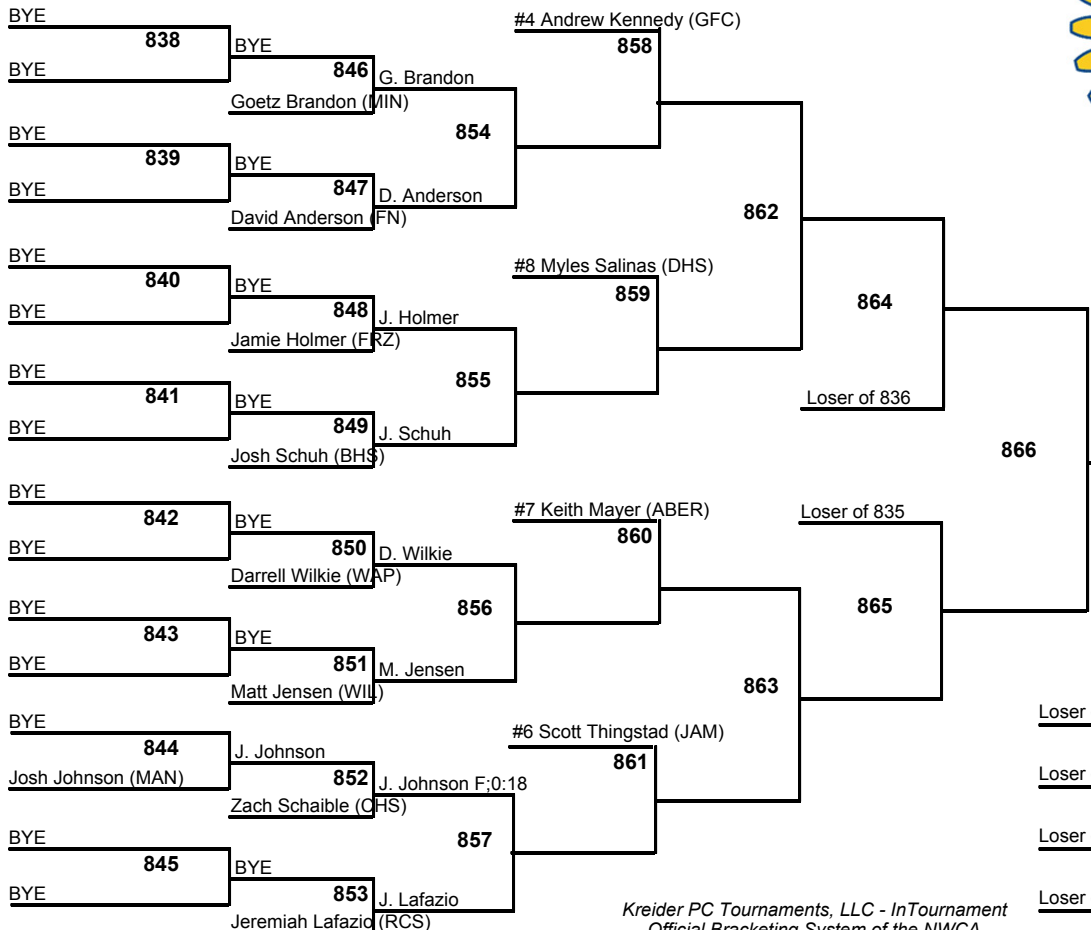 BYE
838
BYE
BYE
846
G. Brandon
Goetz Brandon (MIN)
#4 Andrew Kennedy (GFC)
858
854
BYE
839
BYE
BYE
847
D. Anderson
David Anderson (FN)
862
BYE
840
BYE
BYE
848
J. Holmer
Jamie Holmer (FRZ)
#8 Myles Salinas (DHS)
859
864
855
BYE
841
BYE
BYE
849
J. Schuh
Josh Schuh (BHS)
Loser of 836
866
BYE
842
BYE
BYE
850
D. Wilkie
Darrell Wilkie (WAP)
#7 Keith Mayer (ABER)
860
Loser of 835
856
865
BYE
843
BYE
BYE
851
M. Jensen
Matt Jensen (WIL)
863
BYE
844
Josh Johnson (MAN)
J. Johnson
852
J. Johnson F;0:18
Zach Schaible (CHS)
#6 Scott Thingstad (JAM)
861
857
BYE
845
BYE
BYE
853
J. Lafazio
Jeremiah Lafazio (RCS)
Loser
Loser
Loser
Loser
Kreider PC Tournaments, LLC - InTournament
Official Bracketing System of the NWCA